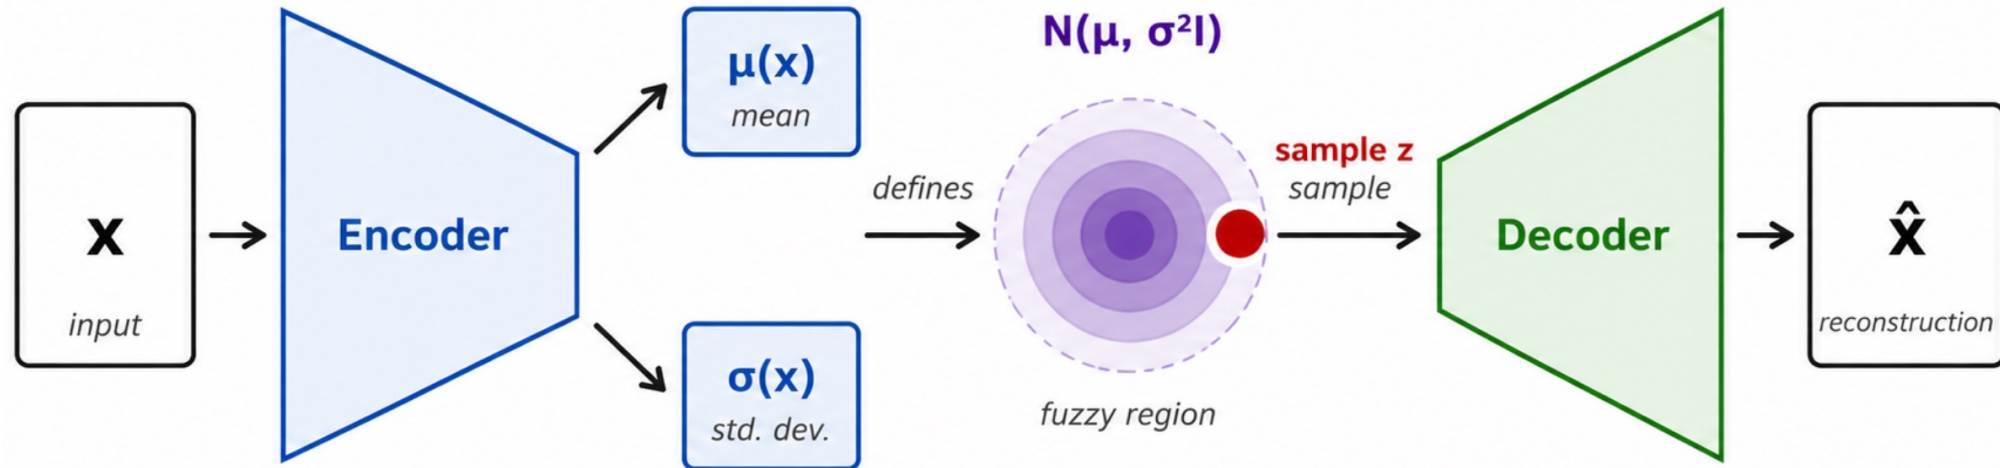 x
input
Encoder
μ(x)
mean
σ(x)
std. dev.
defines
N(μ, σ²I)
fuzzy region
sample z
sample
Decoder
x̂
reconstruction